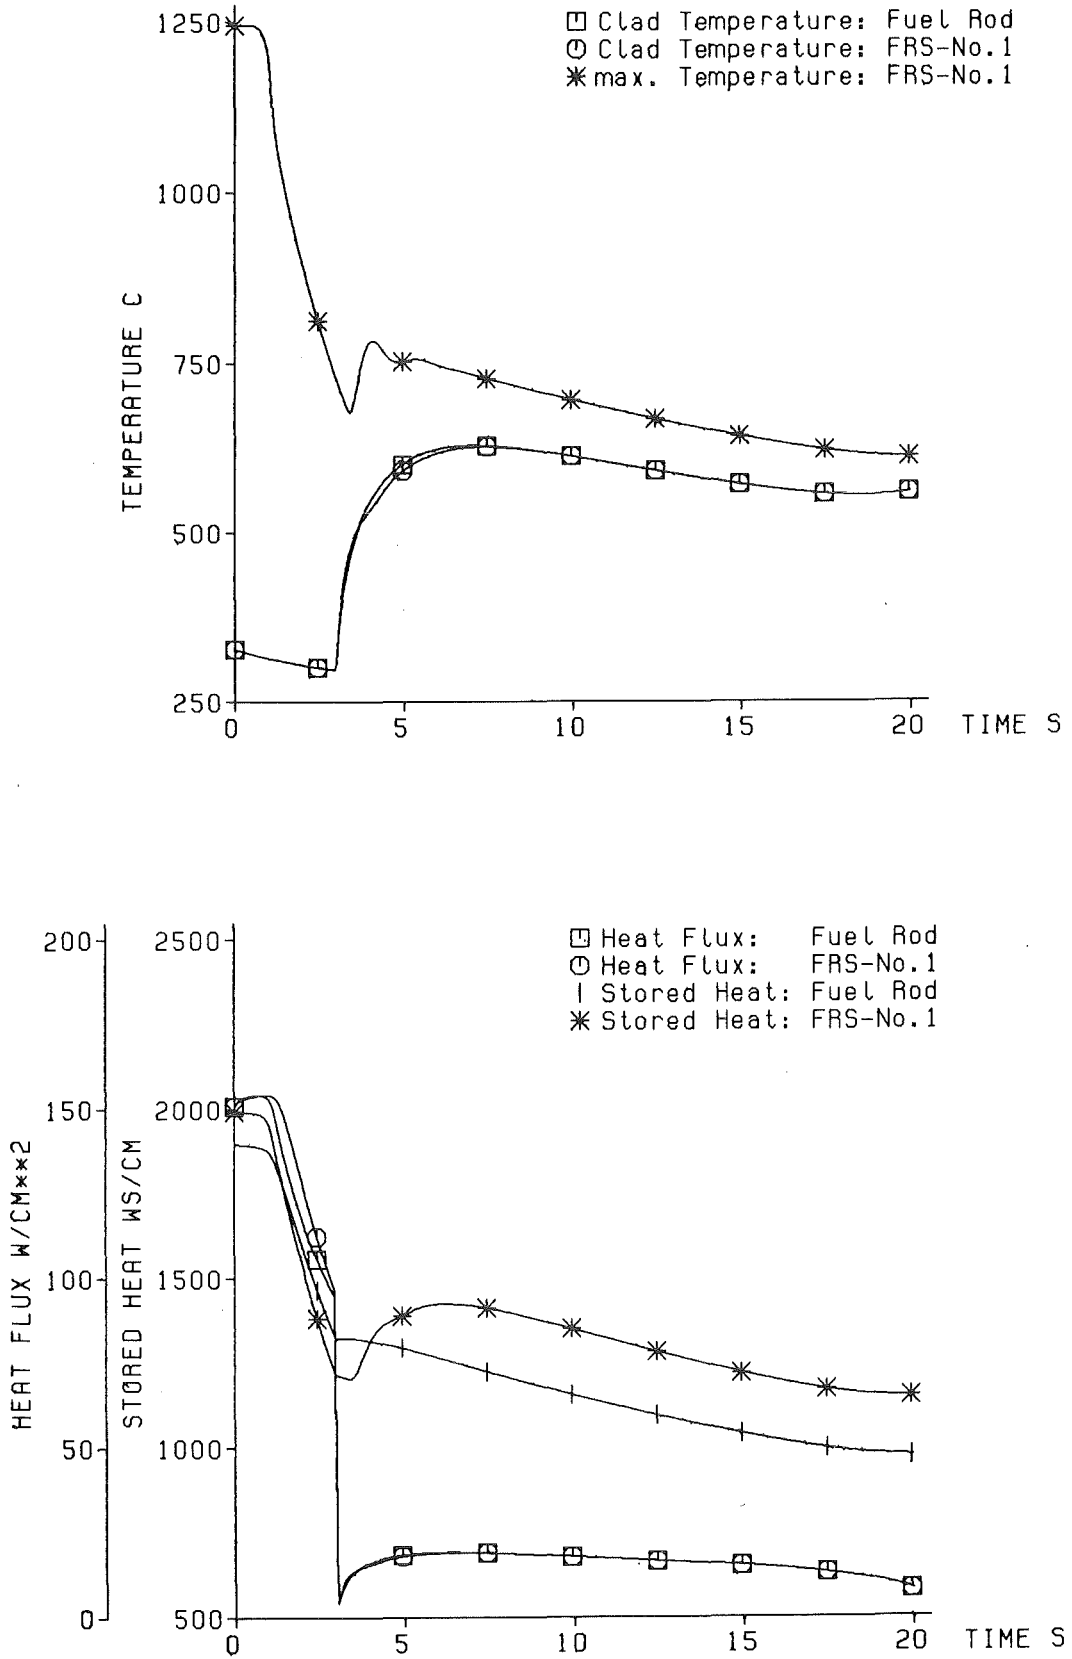 Clad Temperature: Fuel Rod
Clad Temperature: FRS-No.1
max. Temperature: FRS-No.1
1250
1000
750
500
250
TEMPERATURE C
0 5 10 15 20 TIME S
Heat Flux: Fuel Rod
Heat Flux: FRS-No.1
Stored Heat: Fuel Rod
Stored Heat: FRS-No.1
200 2500
150 2000
100 1500
50 1000
0 500
HEAT FLUX W/CM**2
STORED HEAT WS/CM
0 5 10 15 20 TIME S